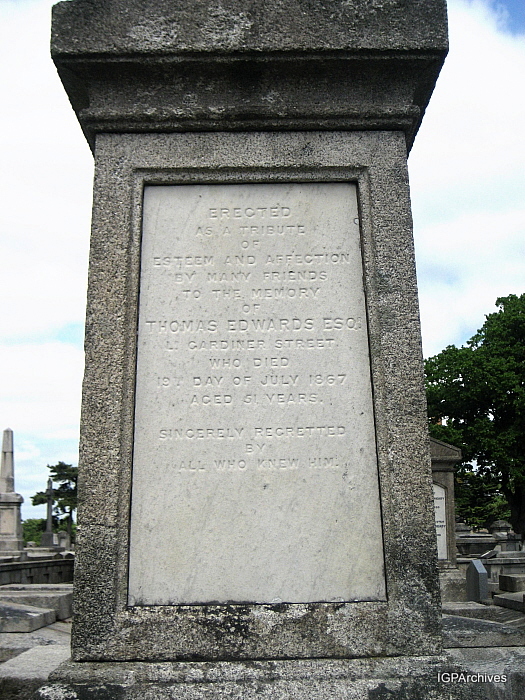 ERECTED
AS A TRIBUTE
OF
ESTEEM AND AFFECTION
BY MANY FRIENDS
TO THE MEMORY
OF
THOMAS EDWARDS ESQ.
L. GARDINER STREET
WHO DIED
DAY OF JULY 1867
AGED 51 YEARS.
SINCERELY REGRETTED
BY
ALL WHO KNEW HIM.
IGPArchives